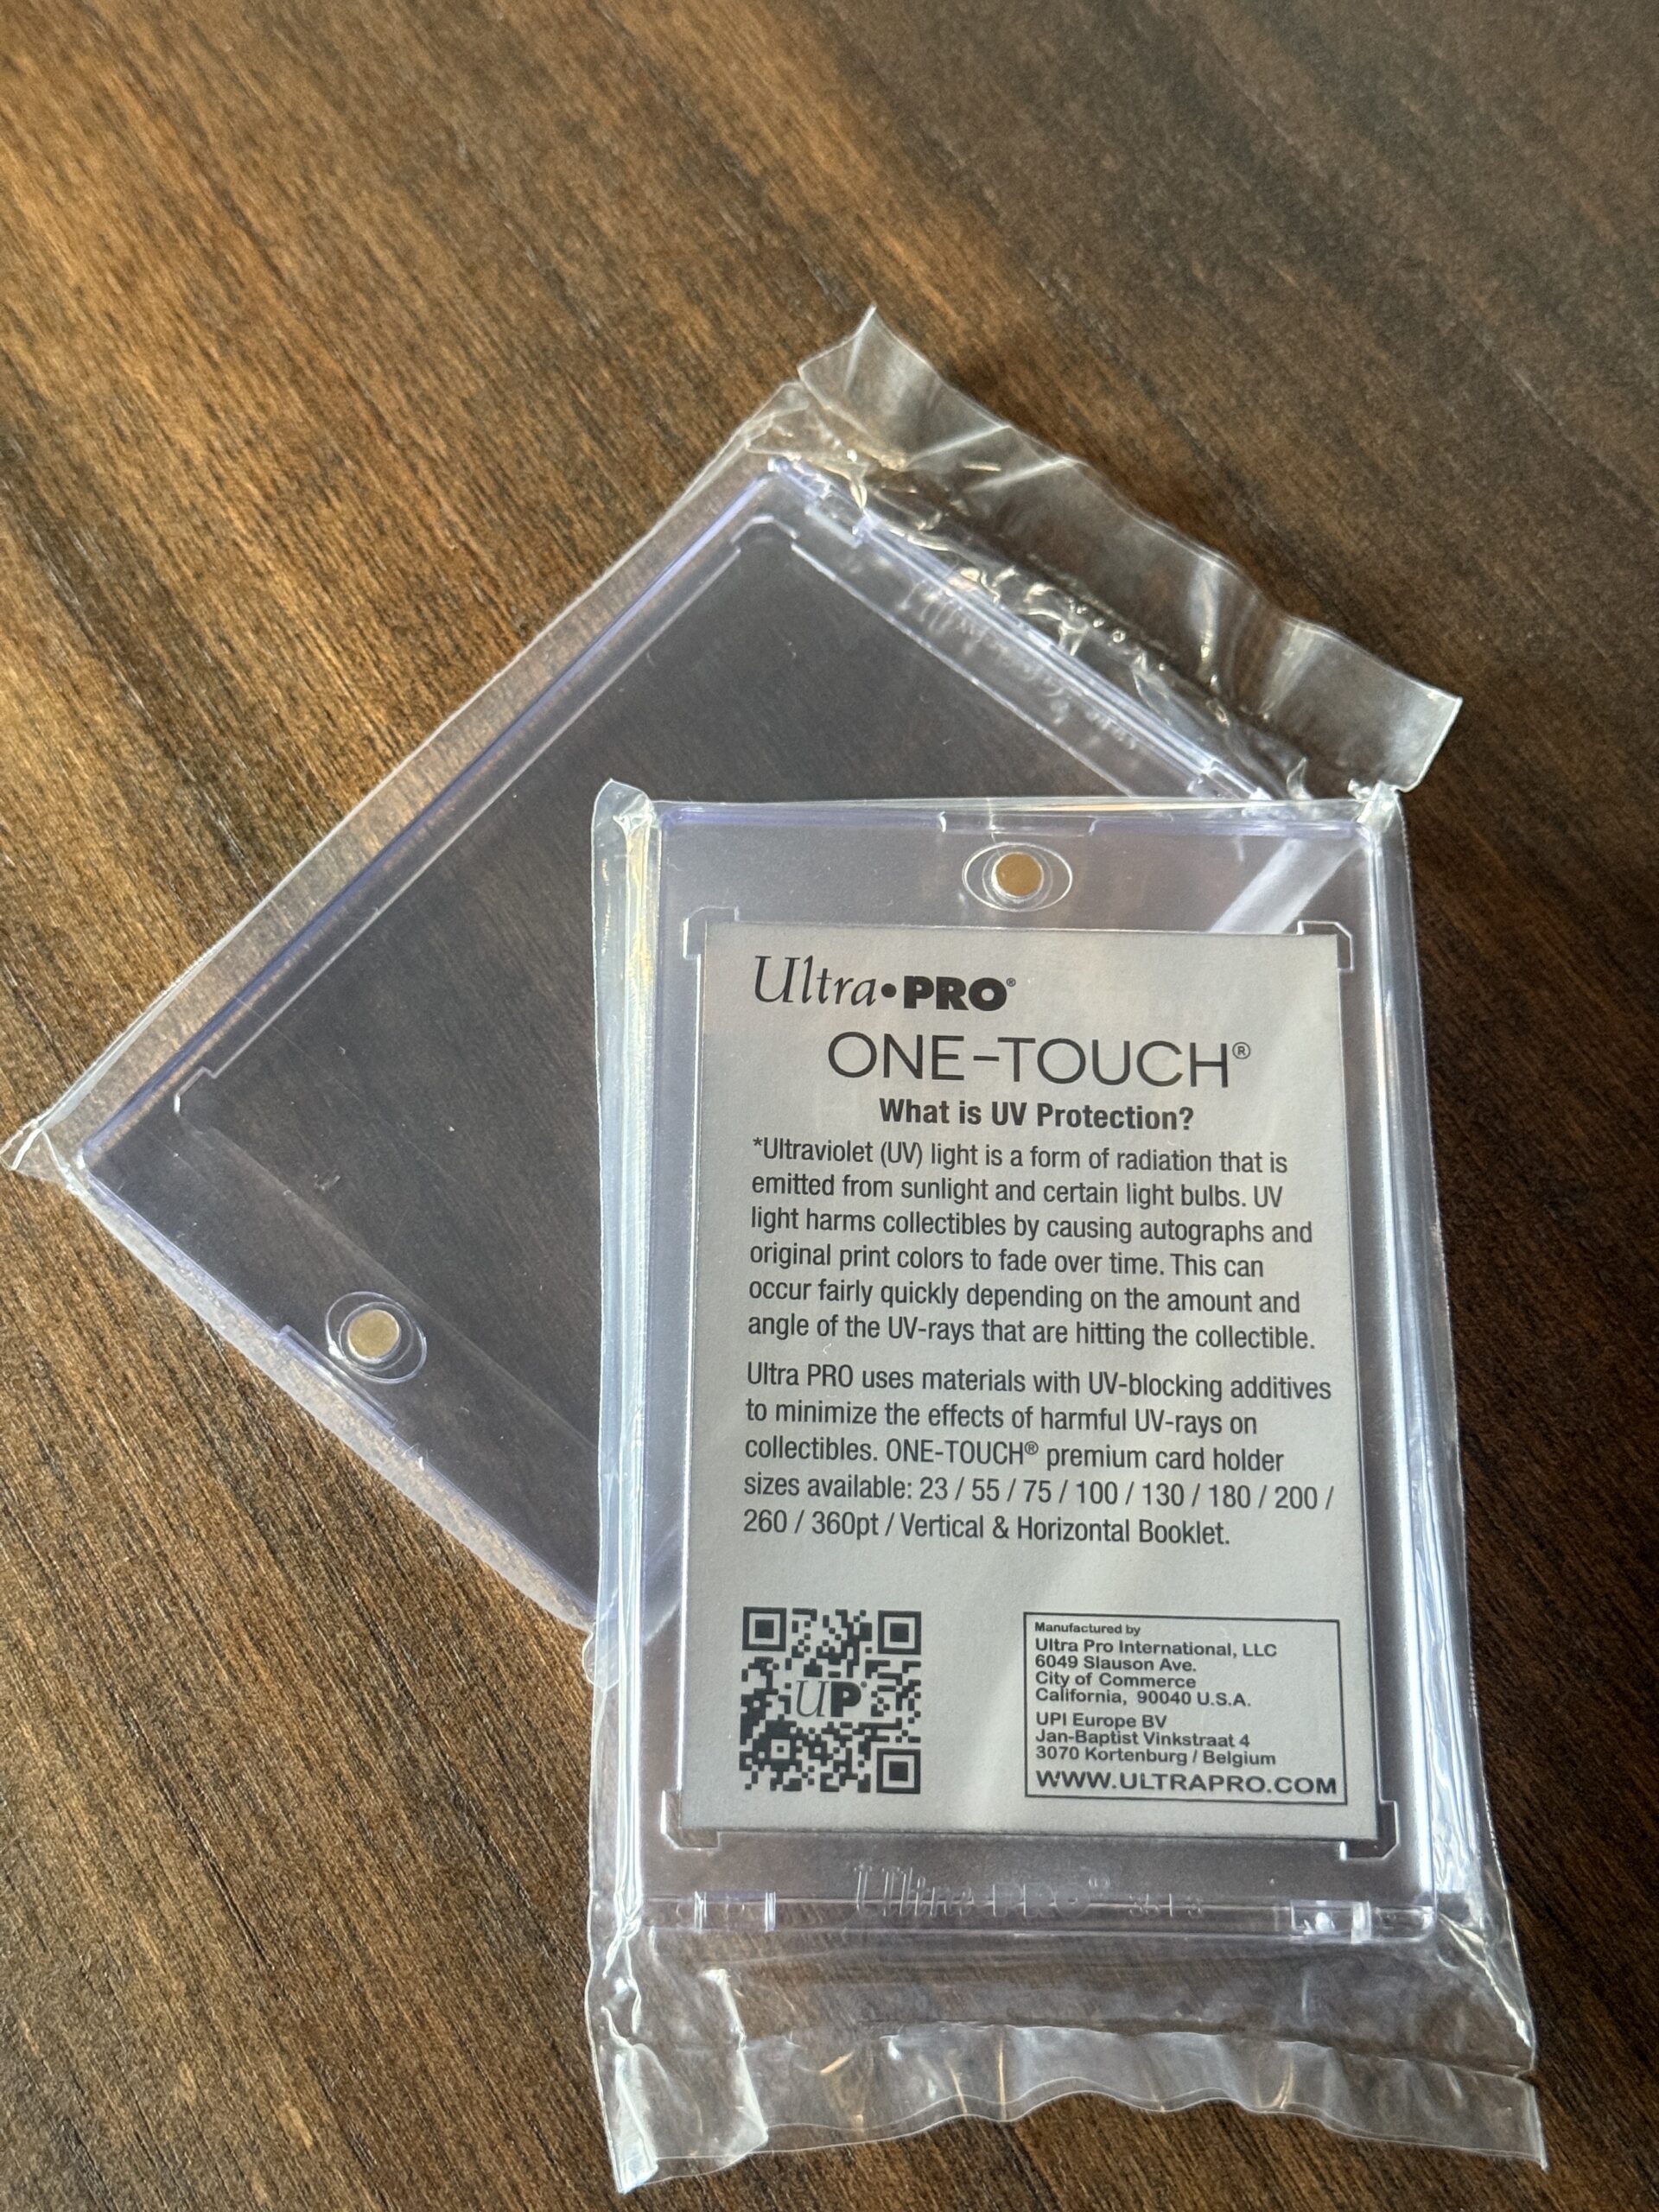 Ultra•PRO®
ONE-TOUCH®
What is UV Protection?
*Ultraviolet (UV) light is a form of radiation that is
emitted from sunlight and certain light bulbs. UV
light harms collectibles by causing autographs and
original print colors to fade over time. This can
occur fairly quickly depending on the amount and
angle of the UV-rays that are hitting the collectible.
Ultra PRO uses materials with UV-blocking additives
to minimize the effects of harmful UV-rays on
collectibles. ONE-TOUCH® premium card holder
sizes available: 23 / 55 / 75 / 100 / 130 / 180 / 200 /
260 / 360pt / Vertical & Horizontal Booklet.
UP
Manufactured by
Ultra Pro International, LLC
6049 Slauson Ave.
City of Commerce
California, 90040 U.S.A.
UPI Europe BV
Jan-Baptist Vinkstraat 4
3070 Kortenburg / Belgium
WWW.ULTRAPRO.COM
PRO®